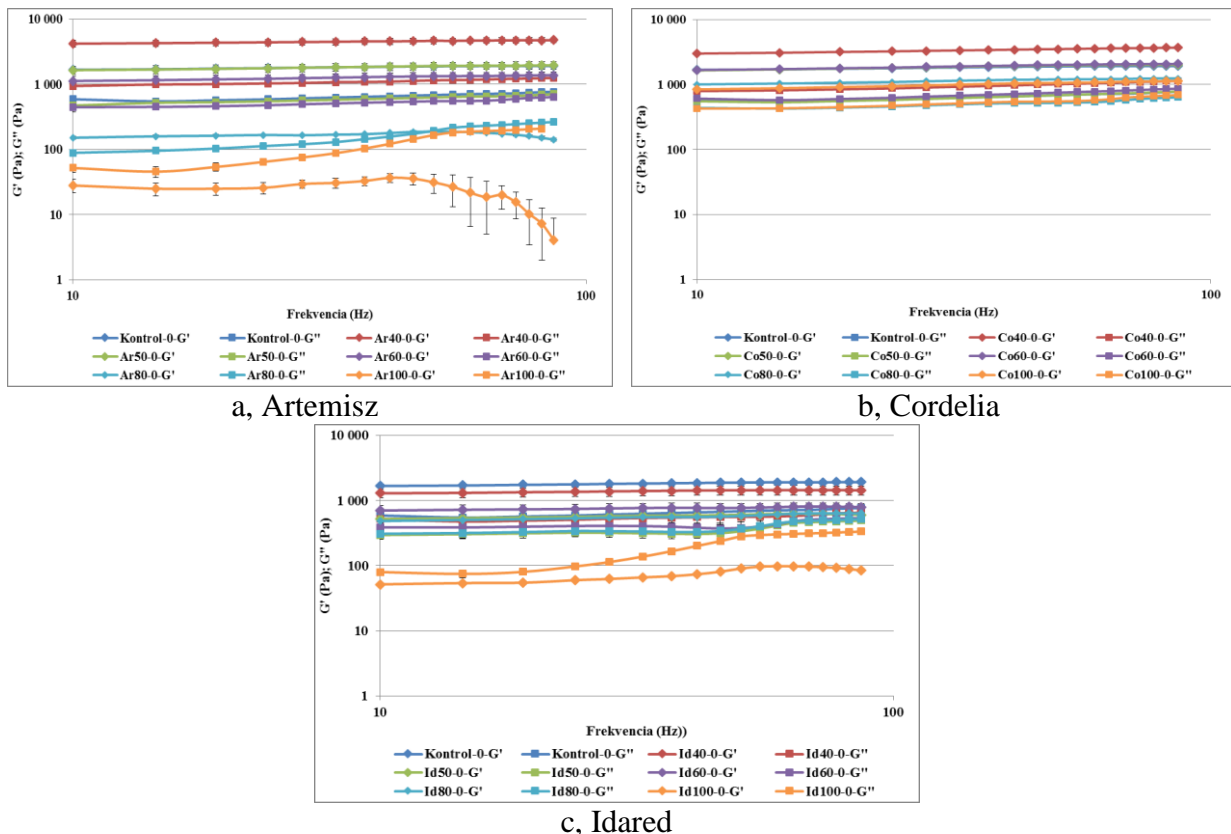 10 000
1 000
100
10
1
G' (Pa); G" (Pa)
10 100
Frekvencia (Hz)
Kontrol-0-G' Kontrol-0-G" Ar40-0-G' Ar40-0-G"
Ar50-0-G' Ar50-0-G" Ar60-0-G' Ar60-0-G"
Ar80-0-G' Ar80-0-G" Ar100-0-G' Ar100-0-G"
a, Artemisz
10 000
1 000
100
10
1
G' (Pa); G" (Pa)
10 100
Frekvencia (Hz)
Kontrol-0-G' Kontrol-0-G" Co40-0-G' Co40-0-G"
Co50-0-G' Co50-0-G" Co60-0-G' Co60-0-G"
Co80-0-G' Co80-0-G" Co100-0-G' Co100-0-G"
b, Cordelia
10 000
1 000
100
10
1
G' (Pa); G" (Pa)
10 100
Frekvencia (Hz))
Kontrol-0-G' Kontrol-0-G" Id40-0-G' Id40-0-G"
Id50-0-G' Id50-0-G" Id60-0-G' Id60-0-G"
Id80-0-G' Id80-0-G" Id100-0-G' Id100-0-G"
c, Idared